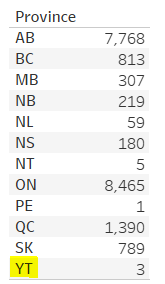 Province
AB 7,768
BC 813
MB 307
NB 219
NL 59
NS 180
NT 5
ON 8,465
PE 1
QC 1,390
SK 789
YT 3